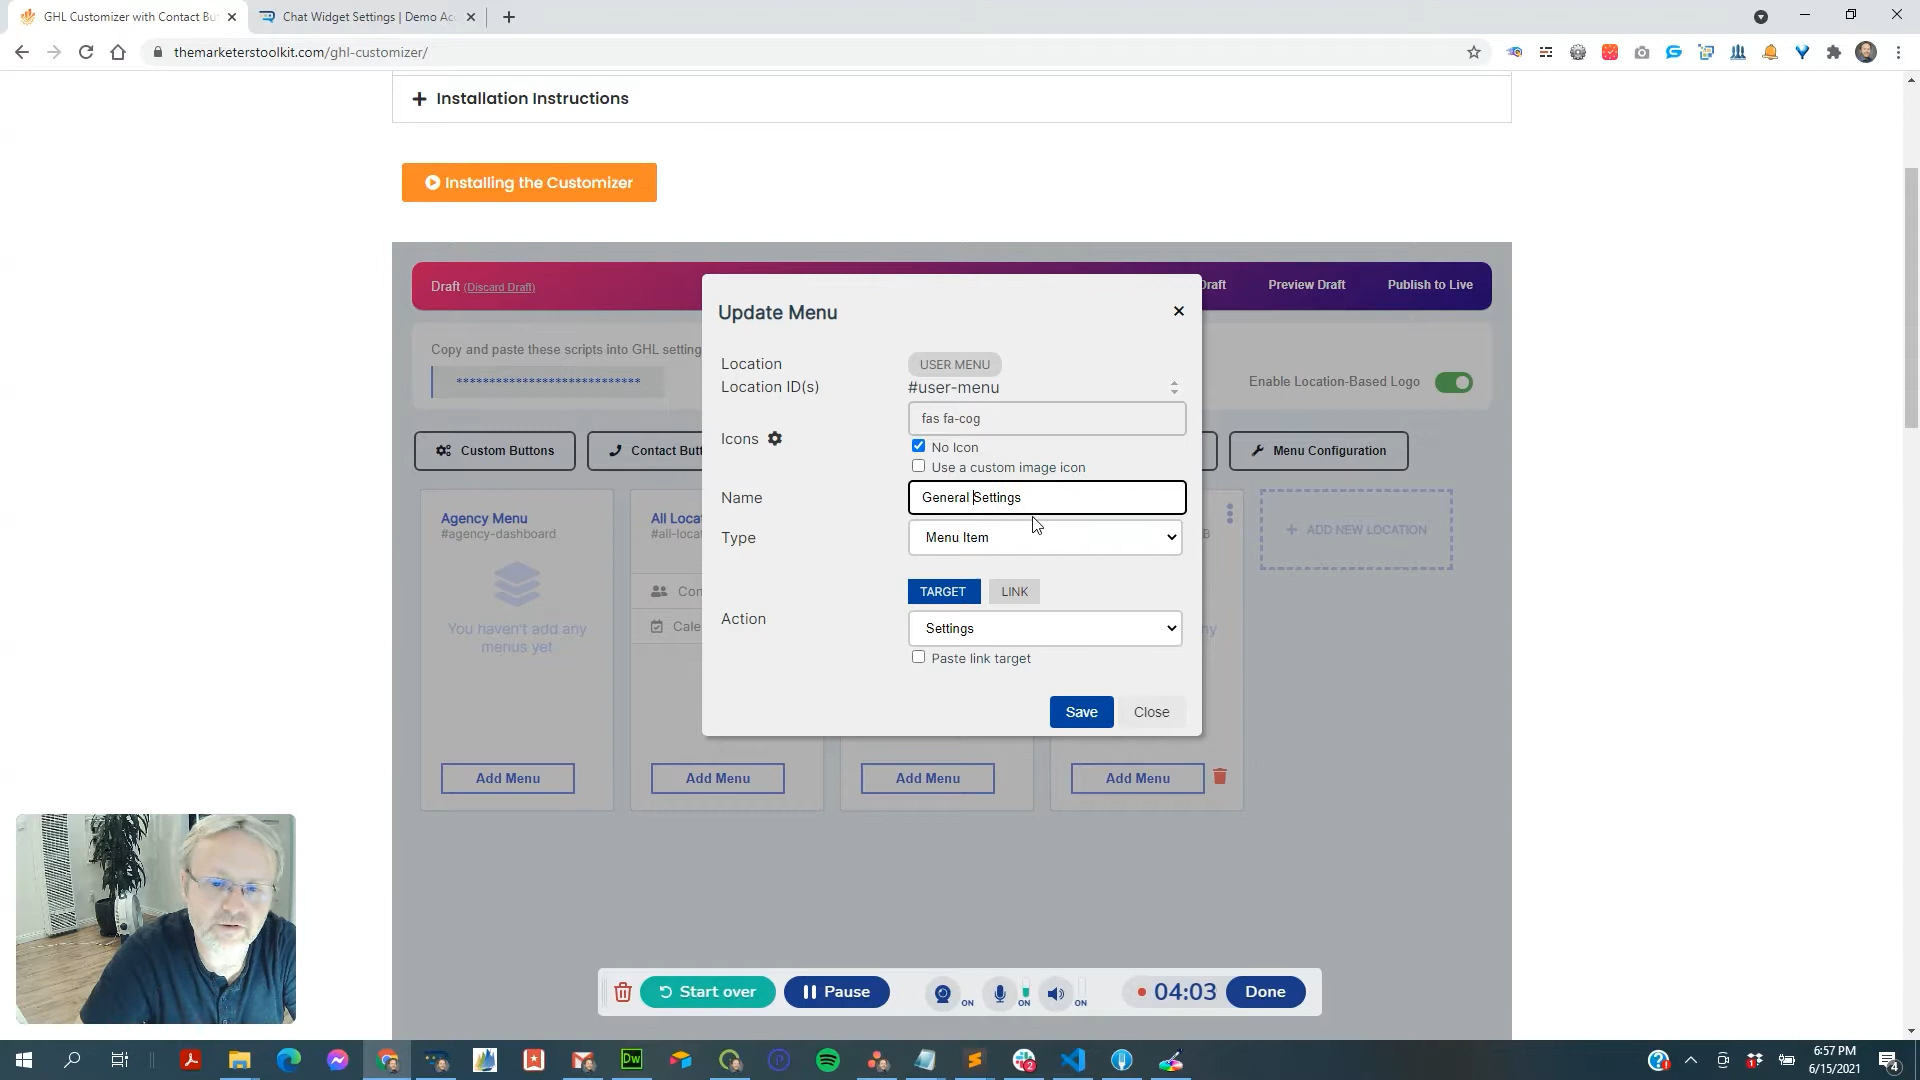 GHL Customizer with Contact Bu
Chat Widget Settings | Demo Ac
themarketerstoolkit.com/ghl-customizer/
Installation Instructions
Installing the Customizer
Draft (Discard Draft)
Draft
Preview Draft
Publish to Live
Copy and paste these scripts into GHL setting
***************************
Enable Location-Based Logo
Custom Buttons
Contact Butt
Menu Configuration
Agency Menu
#agency-dashboard
You haven't add any
menus yet
Add Menu
All Locat
#all-locat
Con
Cale
Add Menu
Add Menu
B
ny
Add Menu
+ ADD NEW LOCATION
Update Menu
Location
USER MENU
Location ID(s)
#user-menu
Icons
fas fa-cog
No Icon
Use a custom image icon
Name
General Settings
Type
Menu Item
TARGET
LINK
Action
Settings
Paste link target
Save
Close
Start over
Pause
ON
ON
ON
04:03
Done
Dw
2
6:57 PM
6/15/2021
4